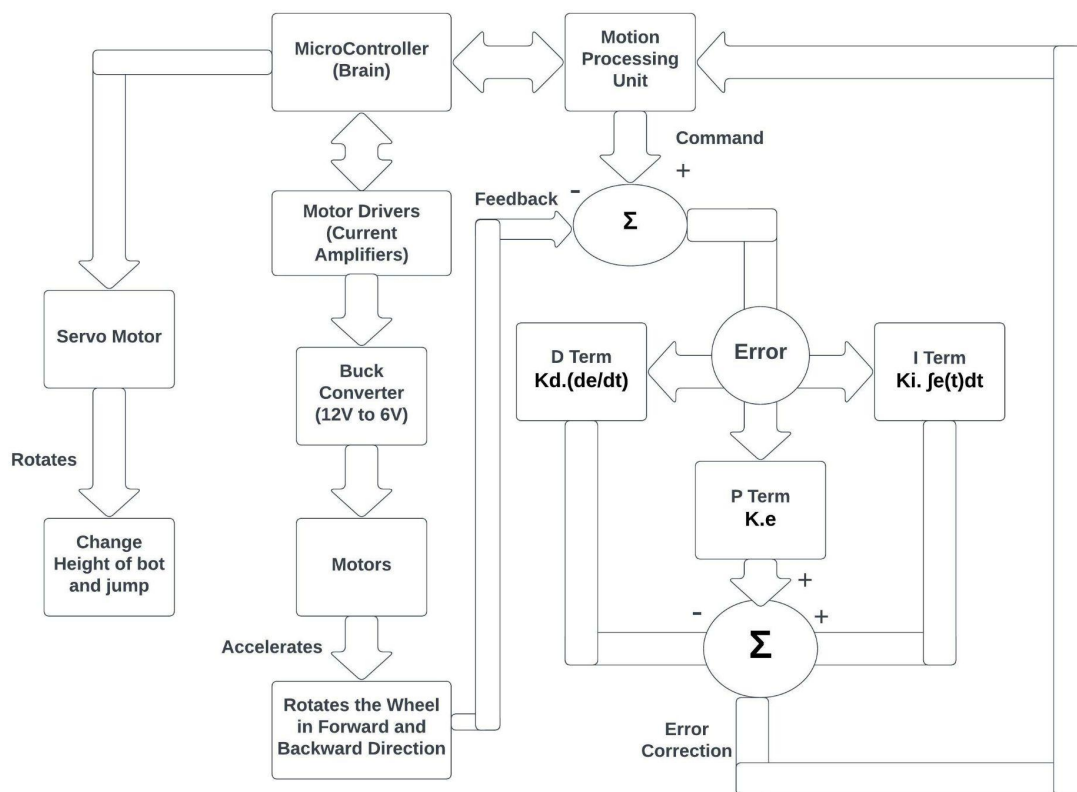 MicroController
(Brain)
Motion
Processing
Unit
Command
+
-
Feedback
Σ
Motor Drivers
(Current
Amplifiers)
Servo Motor
Buck
Converter
(12V to 6V)
D Term
Kd.(de/dt)
Error
I Term
Ki. ∫e(t)dt
Rotates
P Term
K.e
Change
Height of bot
and jump
Motors
+
-
+
Σ
Accelerates
Rotates the Wheel
in Forward and
Backward Direction
Error
Correction